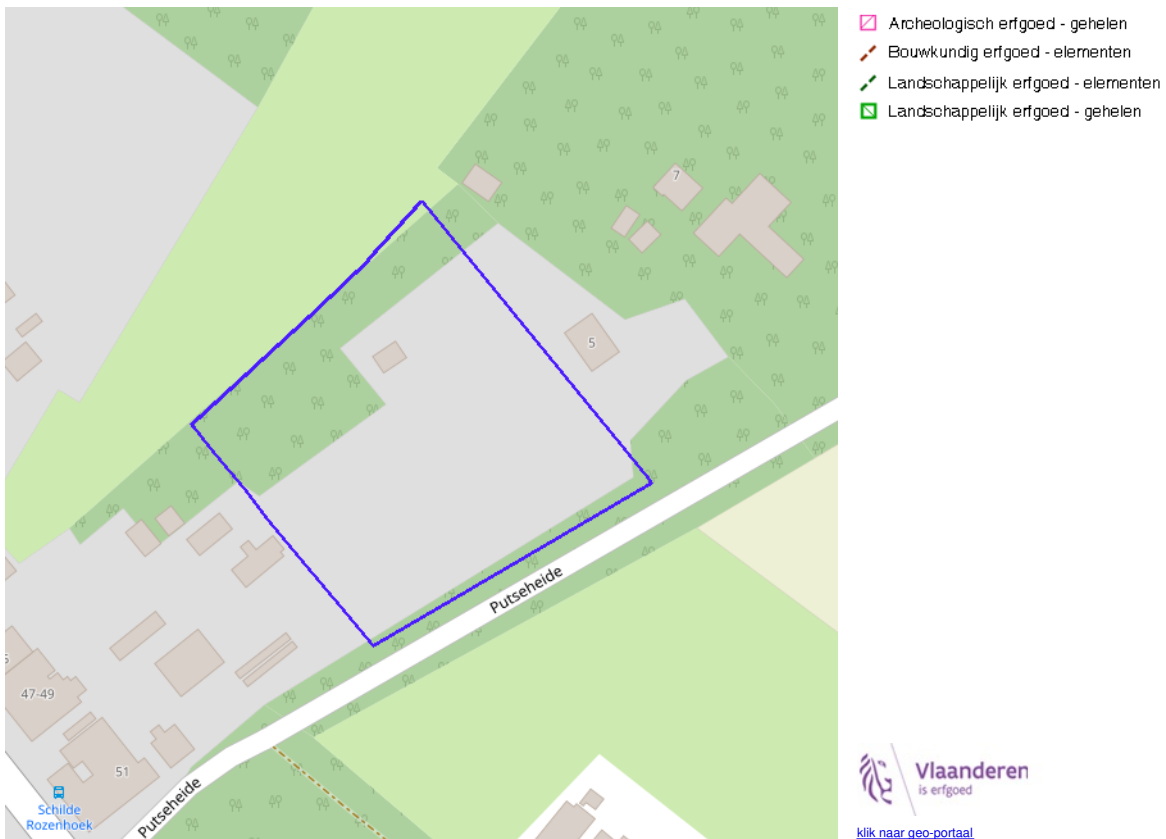 Archeologisch erfgoed - gehelen
Bouwkundig erfgoed - elementen
Landschappelijk erfgoed - elementen
Landschappelijk erfgoed - gehelen
7
5
Putseheide
47-49
51
Schilde
Rozenhoek
Putseheide
Vlaanderen
is erfgoed
klik naar geo-portaal